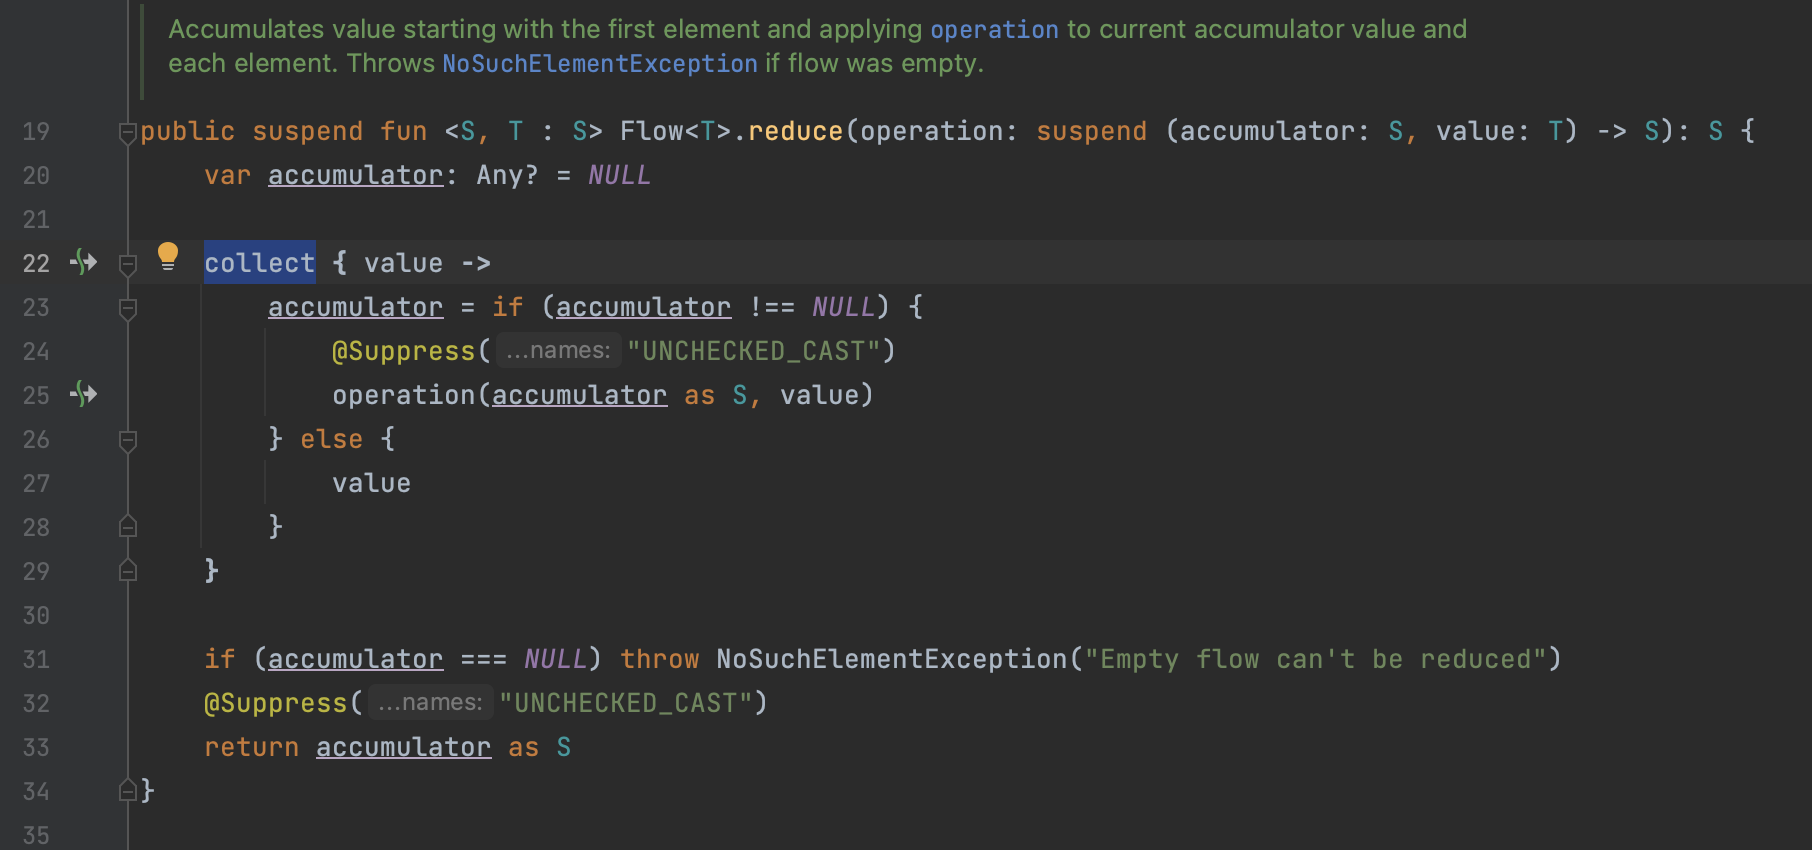 Accumulates value starting with the first element and applying operation to current accumulator value and
each element. Throws NoSuchElementException if flow was empty.
19 public suspend fun <S, T : S> Flow<T>.reduce(operation: suspend (accumulator: S, value: T) -> S): S {
20     var accumulator: Any? = NULL
21
22     collect { value ->
23         accumulator = if (accumulator !== NULL) {
24             @Suppress( ...names: "UNCHECKED_CAST")
25             operation(accumulator as S, value)
26         } else {
27             value
28         }
29     }
30
31     if (accumulator === NULL) throw NoSuchElementException("Empty flow can't be reduced")
32     @Suppress( ...names: "UNCHECKED_CAST")
33     return accumulator as S
34 }
35